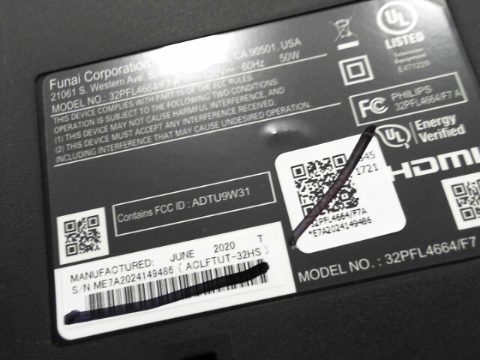 Funai Corporation
21061 S. Western Ave. CA 90501, USA
MODEL NO : 32PFL4664/F7 60Hz 50W
THIS DEVICE COMPLIES WITH PART 15 OF THE FCC RULES.
OPERATION IS SUBJECT TO THE FOLLOWING TWO CONDITIONS:
(1) THIS DEVICE MAY NOT CAUSE HARMFUL INTERFERENCE, AND
(2) THIS DEVICE MUST ACCEPT ANY INTERFERENCE RECEIVED, INCLUDING
INTERFERENCE THAT MAY CAUSE UNDESIRED OPERATION.
UL
LISTED
E471229
FC
PHILIPS
32PFL4664/F7 A
UL Energy
Verified
HDMI
1721
32PFL4664/F7A
*E7A2024149486
Contains FCC ID : ADTU9W31
MANUFACTURED: JUNE 2020 T
S/N ME7A2024149486 (ACLFTUT-32HS)
MODEL NO. : 32PFL4664/F7